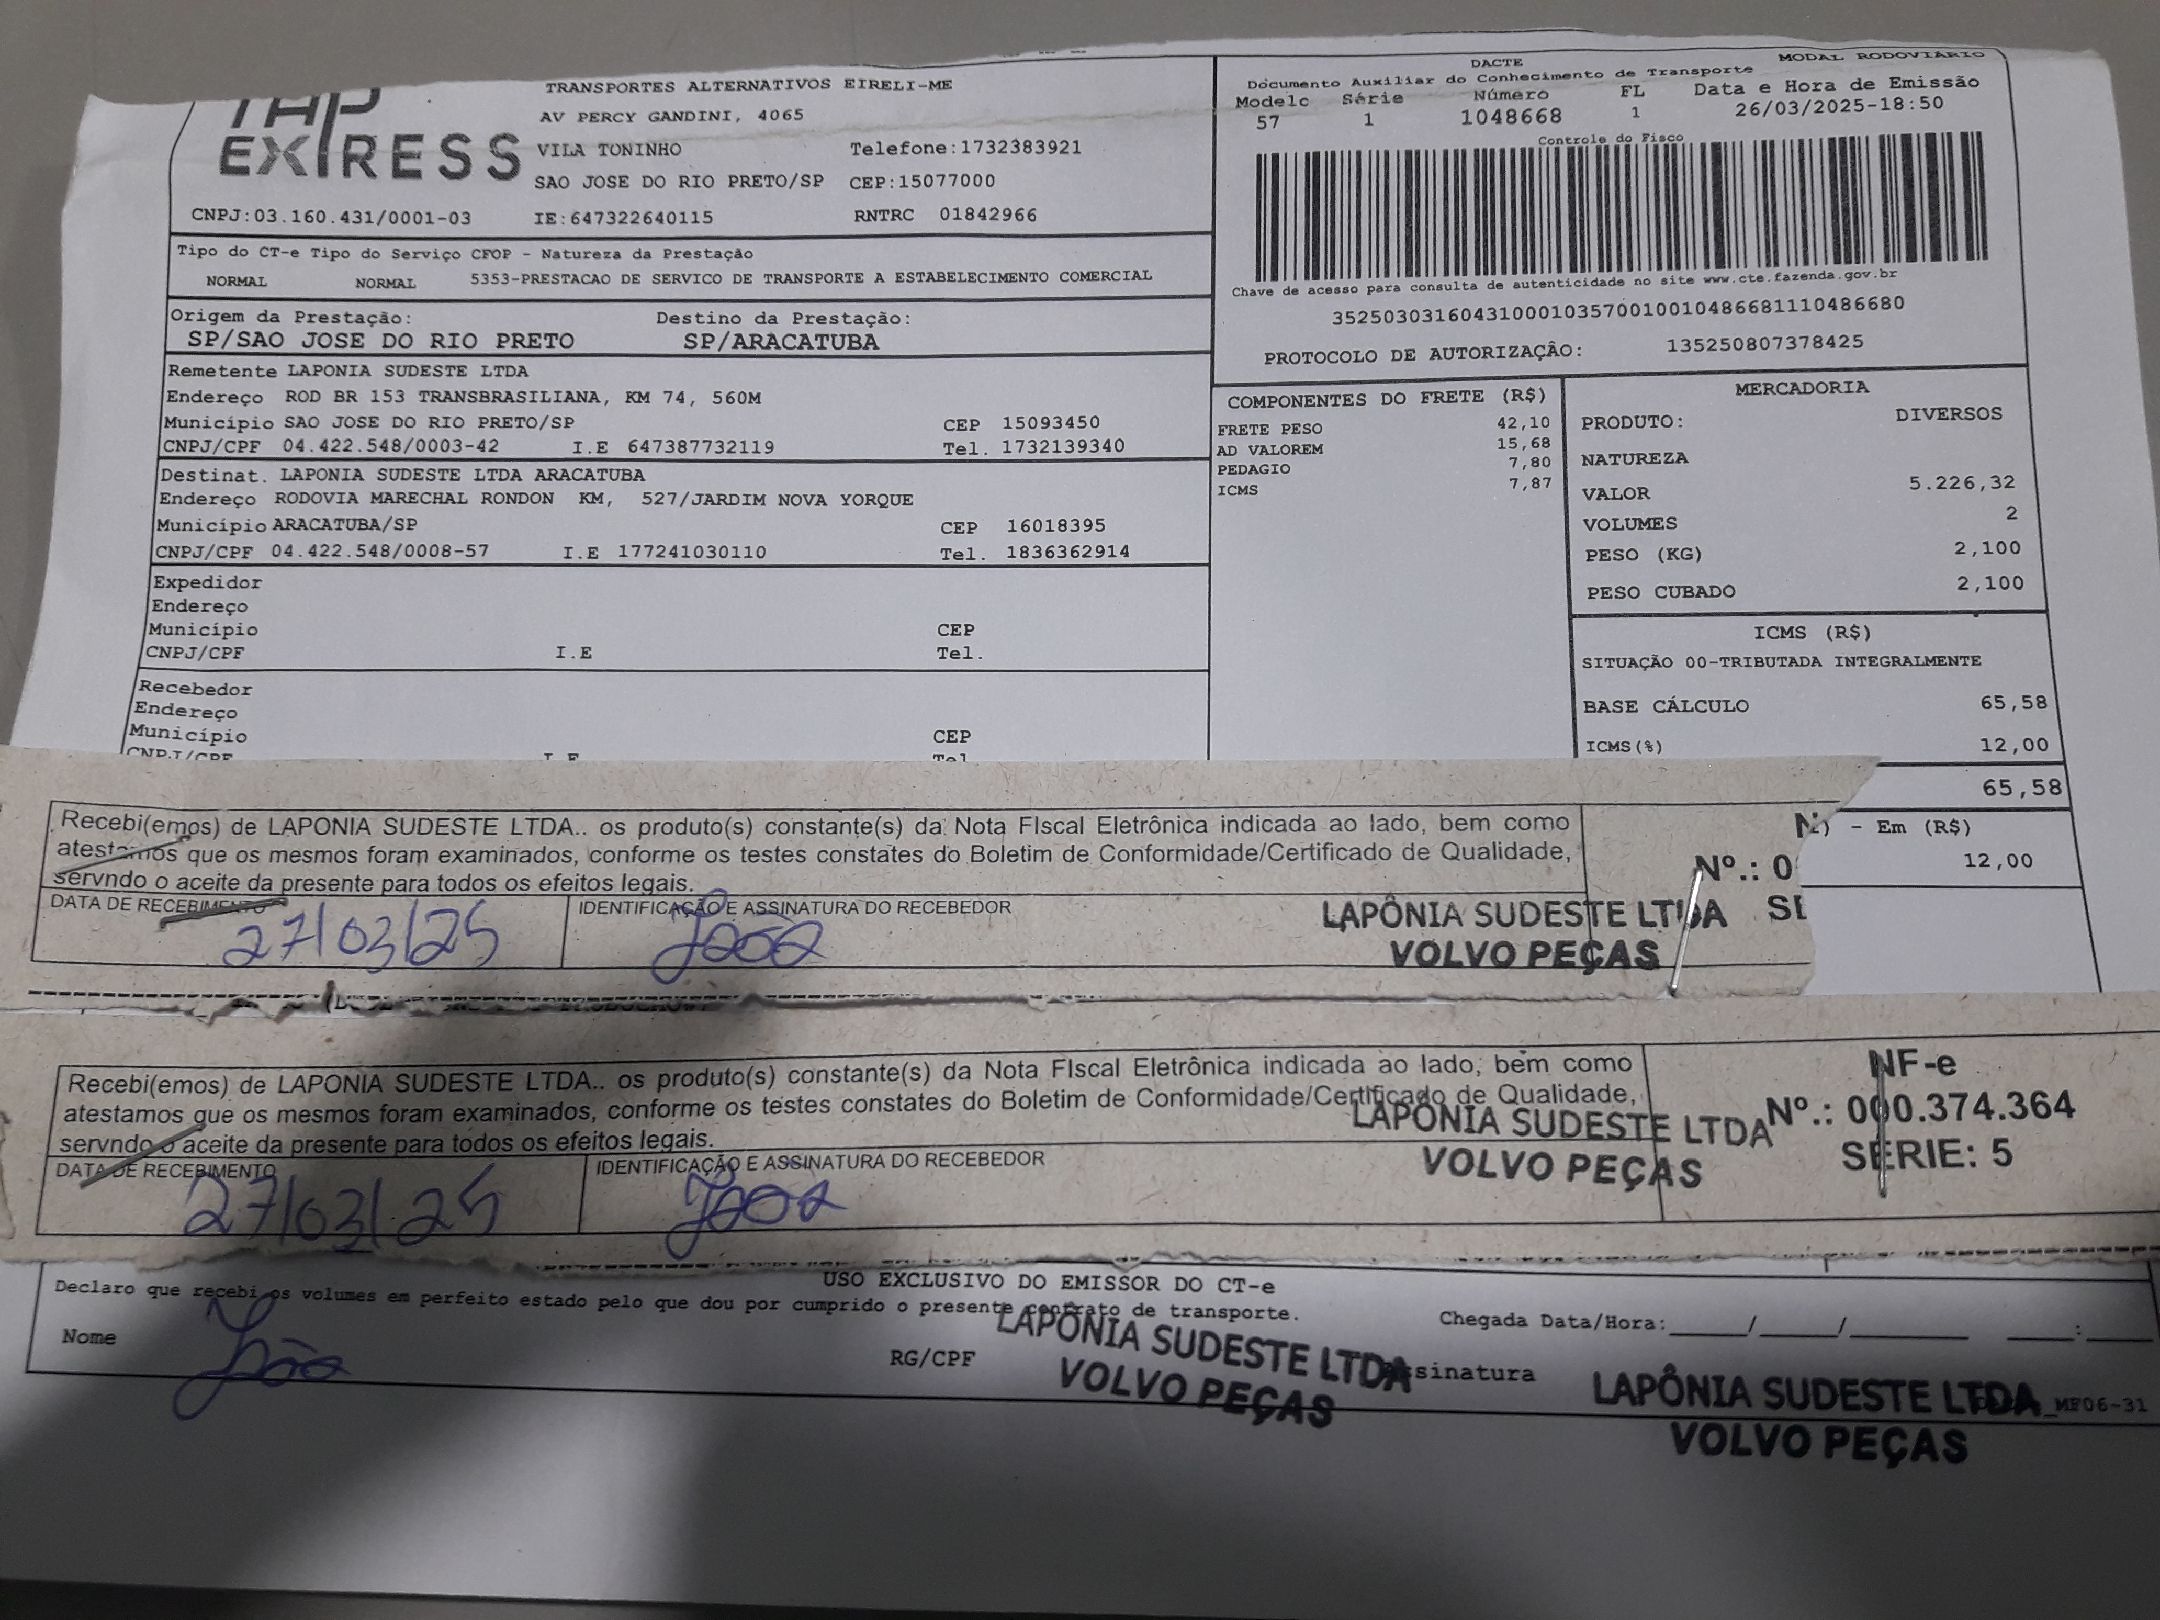 TAP
EXPRESS
TRANSPORTES ALTERNATIVOS EIRELI-ME
AV PERCY GANDINI, 4065
VILA TONINHO Telefone:1732383921
SAO JOSE DO RIO PRETO/SP CEP:15077000
CNPJ:03.160.431/0001-03 IE:647322640115 RNTRC 01842966
DACTE MODAL RODOVIÁRIO
Documento Auxiliar do Conhecimento de Transporte
Modelo Série Número FL Data e Hora de Emissão
57 1 1048668 1 26/03/2025-18:50
Controle do Fisco
Chave de acesso para consulta de autenticidade no site www.cte.fazenda.gov.br
35250303160431000103570010010486681110486680
PROTOCOLO DE AUTORIZAÇÃO: 135250807378425
Tipo do CT-e Tipo do Serviço CFOP - Natureza da Prestação
NORMAL NORMAL 5353-PRESTACAO DE SERVICO DE TRANSPORTE A ESTABELECIMENTO COMERCIAL
Origem da Prestação: Destino da Prestação:
SP/SAO JOSE DO RIO PRETO SP/ARACATUBA
Remetente LAPONIA SUDESTE LTDA
Endereço ROD BR 153 TRANSBRASILIANA, KM 74, 560M
Município SAO JOSE DO RIO PRETO/SP CEP 15093450
CNPJ/CPF 04.422.548/0003-42 I.E 647387732119 Tel. 1732139340
Destinat. LAPONIA SUDESTE LTDA ARACATUBA
Endereço RODOVIA MARECHAL RONDON KM, 527/JARDIM NOVA YORQUE
Município ARACATUBA/SP CEP 16018395
CNPJ/CPF 04.422.548/0008-57 I.E 177241030110 Tel. 1836362914
Expedidor
Endereço
Município CEP
CNPJ/CPF I.E Tel.
Recebedor
Endereço
Município CEP
CNPJ/CPF I.E Tel
COMPONENTES DO FRETE (R$)
FRETE PESO 42,10
AD VALOREM 15,68
PEDAGIO 7,80
ICMS 7,87
MERCADORIA
PRODUTO: DIVERSOS
NATUREZA
VALOR 5.226,32
VOLUMES 2
PESO (KG) 2,100
PESO CUBADO 2,100
ICMS (R$)
SITUAÇÃO 00-TRIBUTADA INTEGRALMENTE
BASE CÁLCULO 65,58
ICMS(%) 12,00
65,58
- Em (R$)
12,00
Recebi(emos) de LAPONIA SUDESTE LTDA.. os produto(s) constante(s) da Nota FIscal Eletrônica indicada ao lado, bem como
atestamos que os mesmos foram examinados, conforme os testes constates do Boletim de Conformidade/Certificado de Qualidade,
servndo o aceite da presente para todos os efeitos legais.
DATA DE RECEBIMENTO IDENTIFICAÇÃO E ASSINATURA DO RECEBEDOR
27/03/25 João
Nº.: 0
SE
LAPÔNIA SUDESTE LTDA
VOLVO PEÇAS
Recebi(emos) de LAPONIA SUDESTE LTDA.. os produto(s) constante(s) da Nota FIscal Eletrônica indicada ao lado, bem como
atestamos que os mesmos foram examinados, conforme os testes constates do Boletim de Conformidade/Certificado de Qualidade,
servndo o aceite da presente para todos os efeitos legais.
DATA DE RECEBIMENTO IDENTIFICAÇÃO E ASSINATURA DO RECEBEDOR
27/03/25 João
LAPÔNIA SUDESTE LTDA
VOLVO PEÇAS
NF-e
Nº.: 000.374.364
SERIE: 5
USO EXCLUSIVO DO EMISSOR DO CT-e
Declaro que recebi os volumes em perfeito estado pelo que dou por cumprido o presente contrato de transporte.
Chegada Data/Hora:____/____/____ ____:____
Nome João RG/CPF Assinatura
LAPÔNIA SUDESTE LTDA
VOLVO PEÇAS
LAPÔNIA SUDESTE LTDA
VOLVO PEÇAS
_MF06-31